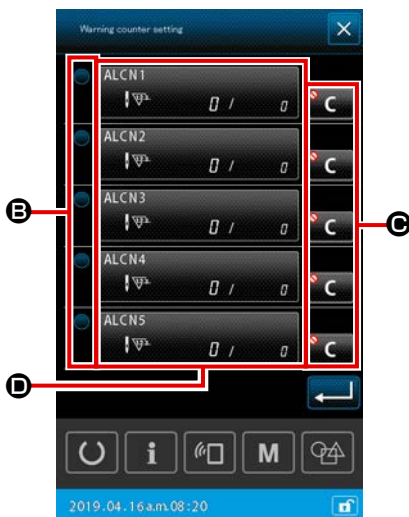 Warning counter setting
ALCN1
0 / 0
C
ALCN2
0 / 0
C
ALCN3
0 / 0
C
B
C
ALCN4
0 / 0
C
ALCN5
0 / 0
C
D
i
M
2019.04.16a.m.08:20